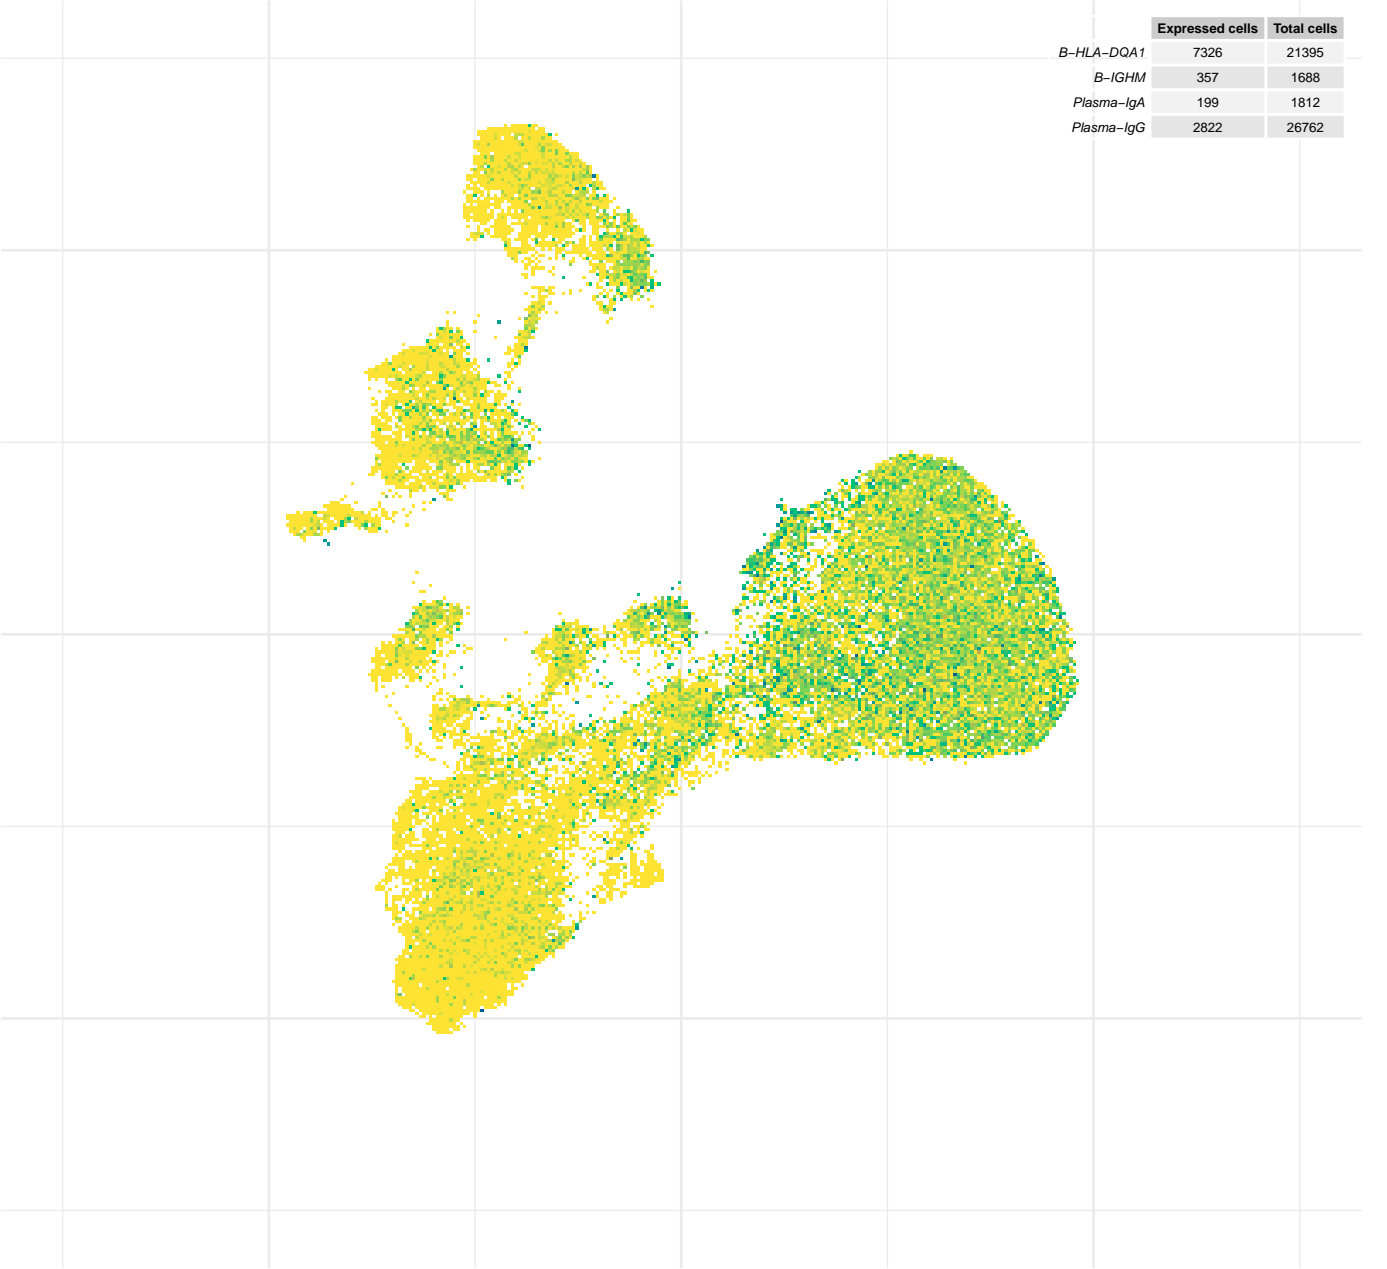 Expressed cells Total cells
B−HLA−DQA1 7326 21395
B−IGHM 357 1688
Plasma−IgA 199 1812
Plasma−IgG 2822 26762